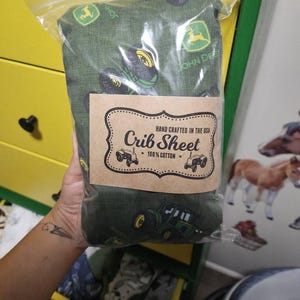 JOHN DEERE
HAND CRAFTED IN THE USA
Crib Sheet
100% COTTON